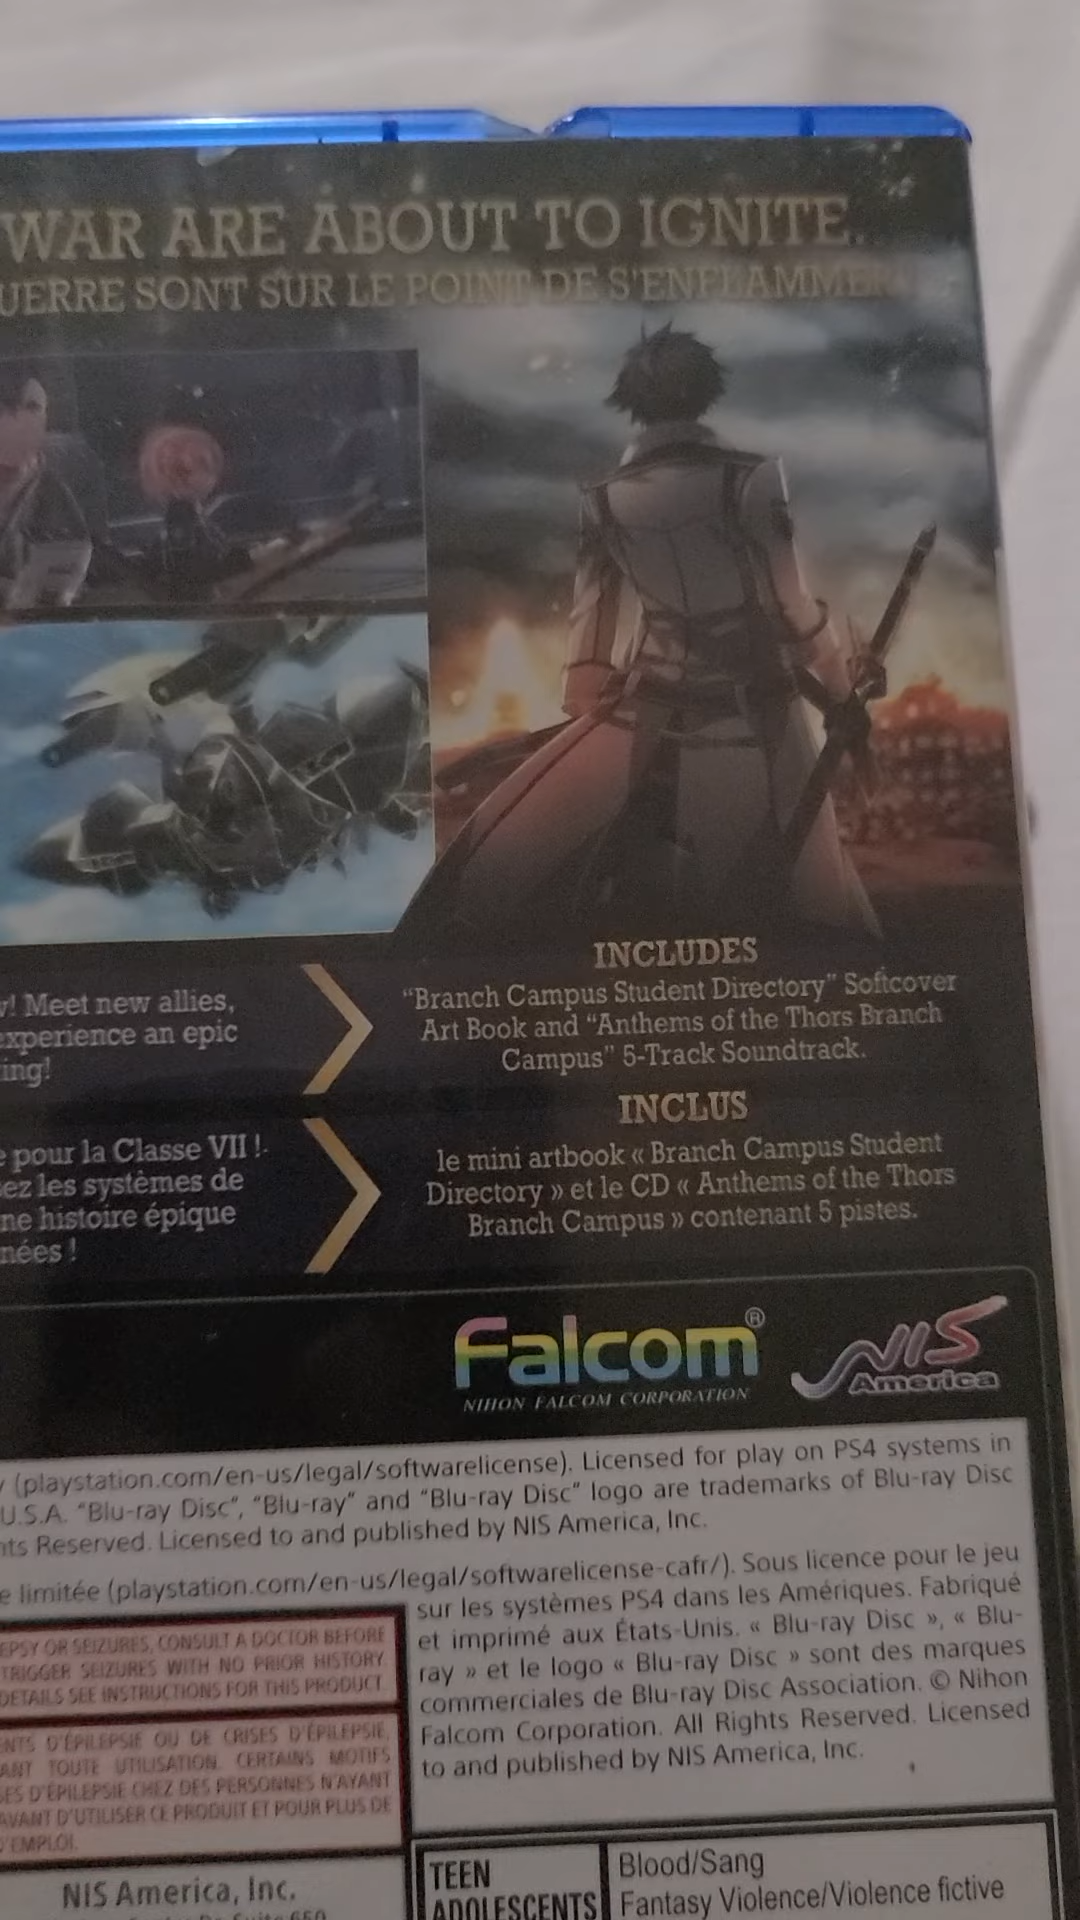 WAR ARE ABOUT TO IGNITE.
UERRE SONT SUR LE POINT DE S'ENFLAMMER.
! Meet new allies,
experience an epic
ing!
INCLUDES
“Branch Campus Student Directory” Softcover
Art Book and “Anthems of the Thors Branch
Campus” 5-Track Soundtrack.
pour la Classe VII !
ez les systèmes de
ne histoire épique
nées !
INCLUS
le mini artbook « Branch Campus Student
Directory » et le CD « Anthems of the Thors
Branch Campus » contenant 5 pistes.
Falcom®
NIHON FALCOM CORPORATION
NIS
America
(playstation.com/en-us/legal/softwarelicense). Licensed for play on PS4 systems in
U.S.A. “Blu-ray Disc”, “Blu-ray” and “Blu-ray Disc” logo are trademarks of Blu-ray Disc
nts Reserved. Licensed to and published by NIS America, Inc.
e limitée (playstation.com/en-us/legal/softwarelicense-cafr/). Sous licence pour le jeu
sur les systèmes PS4 dans les Amériques. Fabriqué
et imprimé aux États-Unis. « Blu-ray Disc », « Blu-
ray » et le logo « Blu-ray Disc » sont des marques
commerciales de Blu-ray Disc Association. © Nihon
Falcom Corporation. All Rights Reserved. Licensed
to and published by NIS America, Inc.
EPSY OR SEIZURES, CONSULT A DOCTOR BEFORE
TRIGGER SEIZURES WITH NO PRIOR HISTORY.
DETAILS SEE INSTRUCTIONS FOR THIS PRODUCT.
NTS D'ÉPILEPSIE OU DE CRISES D'ÉPILEPSIE,
ANT TOUTE UTILISATION. CERTAINS MOTIFS
SES D'ÉPILEPSIE CHEZ DES PERSONNES N'AYANT
AVANT D'UTILISER CE PRODUIT ET POUR PLUS DE
D'EMPLOI.
NIS America, Inc.
TEEN
ADOLESCENTS
Blood/Sang
Fantasy Violence/Violence fictive